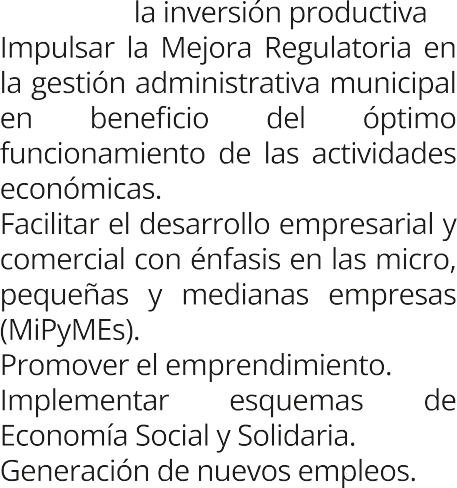 la inversión productiva
Impulsar la Mejora Regulatoria en
la gestión administrativa municipal
en beneficio del óptimo
funcionamiento de las actividades
económicas.
Facilitar el desarrollo empresarial y
comercial con énfasis en las micro,
pequeñas y medianas empresas
(MiPyMEs).
Promover el emprendimiento.
Implementar esquemas de
Economía Social y Solidaria.
Generación de nuevos empleos.